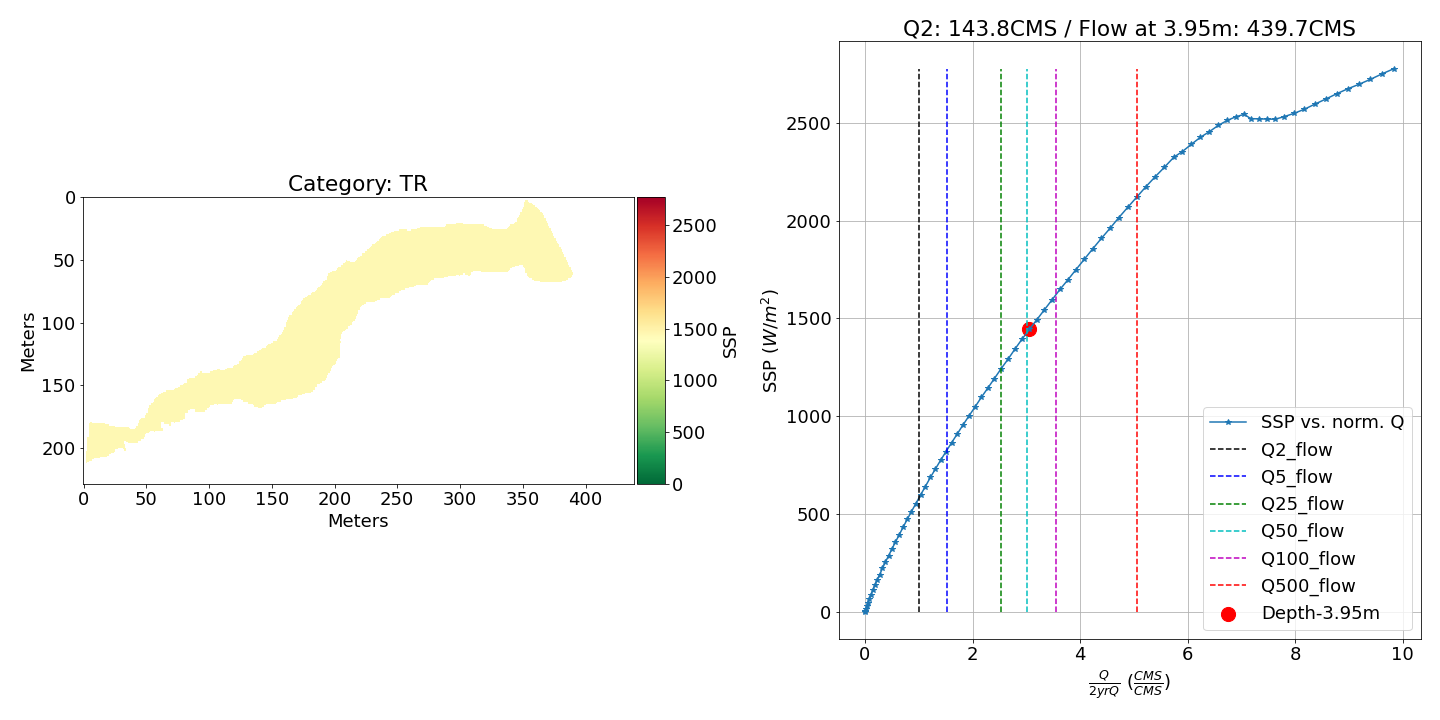 Category: TR
0
50
100
150
200
Meters
0
50
100
150
200
250
300
350
400
Meters
2500
2000
1500
1000
500
0
SSP
Q2: 143.8CMS / Flow at 3.95m: 439.7CMS
2500
2000
1500
1000
500
0
SSP (W/m²)
0
2
4
6
8
10
Q/2yrQ (CMS/CMS)
SSP vs. norm. Q
Q2_flow
Q5_flow
Q25_flow
Q50_flow
Q100_flow
Q500_flow
Depth-3.95m